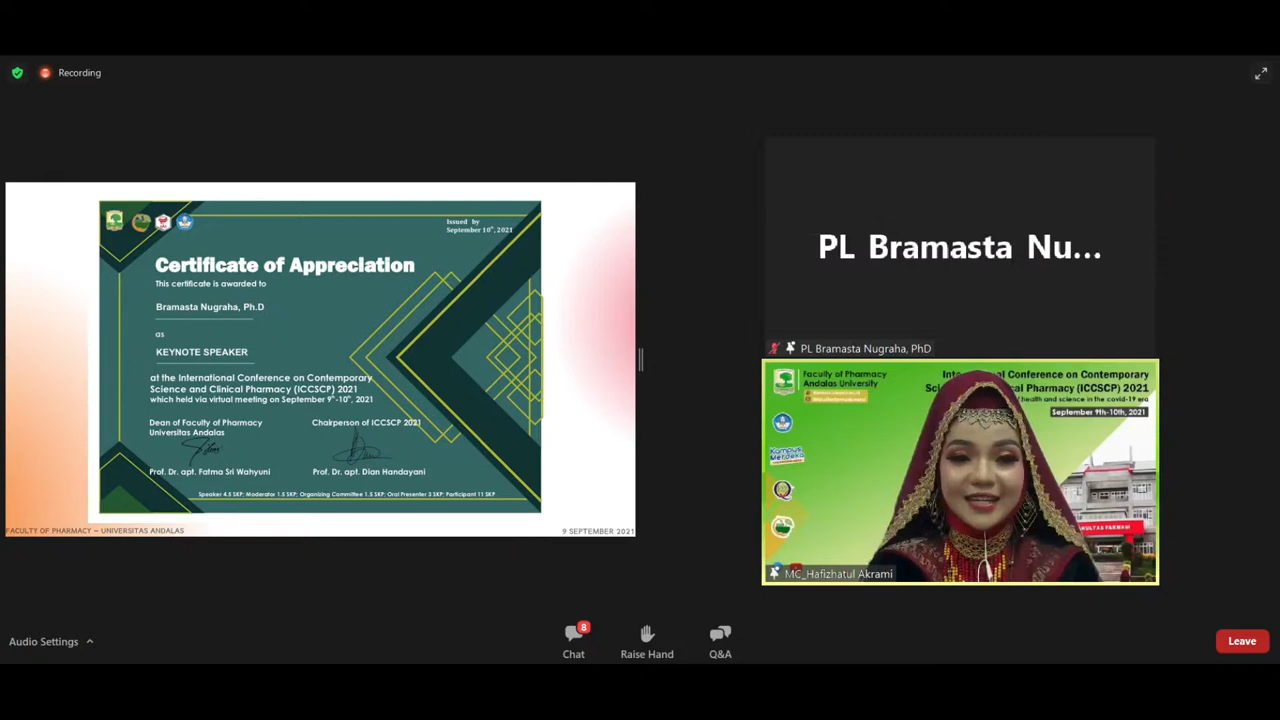 Recording
Issued by
September 10th, 2021
Certificate of Appreciation
This certificate is awarded to
Bramasta Nugraha, Ph.D
as
KEYNOTE SPEAKER
at the International Conference on Contemporary
Science and Clinical Pharmacy (ICCSCP) 2021
which held via virtual meeting on September 9th-10th, 2021
Dean of Faculty of Pharmacy
Universitas Andalas
Chairperson of ICCSCP 2021
Prof. Dr. apt. Fatma Sri Wahyuni
Prof. Dr. apt. Dian Handayani
Speaker 4.5 SKP; Moderator 1.5 SKP; Organizing Committee 1.5 SKP; Oral Presenter 3 SKP; Participant 11 SKP
FACULTY OF PHARMACY – UNIVERSITAS ANDALAS
9 SEPTEMBER 2021
PL Bramasta Nu...
PL Bramasta Nugraha, PhD
Faculty of Pharmacy
Andalas University
Conference on Contemporary
Pharmacy (ICCSCP) 2021
health and science in the covid-19 era
September 9th-10th, 2021
Kampus
Merdeka
KULTAS FARMASI
MC_Hafizhatul Akrami
Audio Settings
8
Chat
Raise Hand
Q&A
Leave